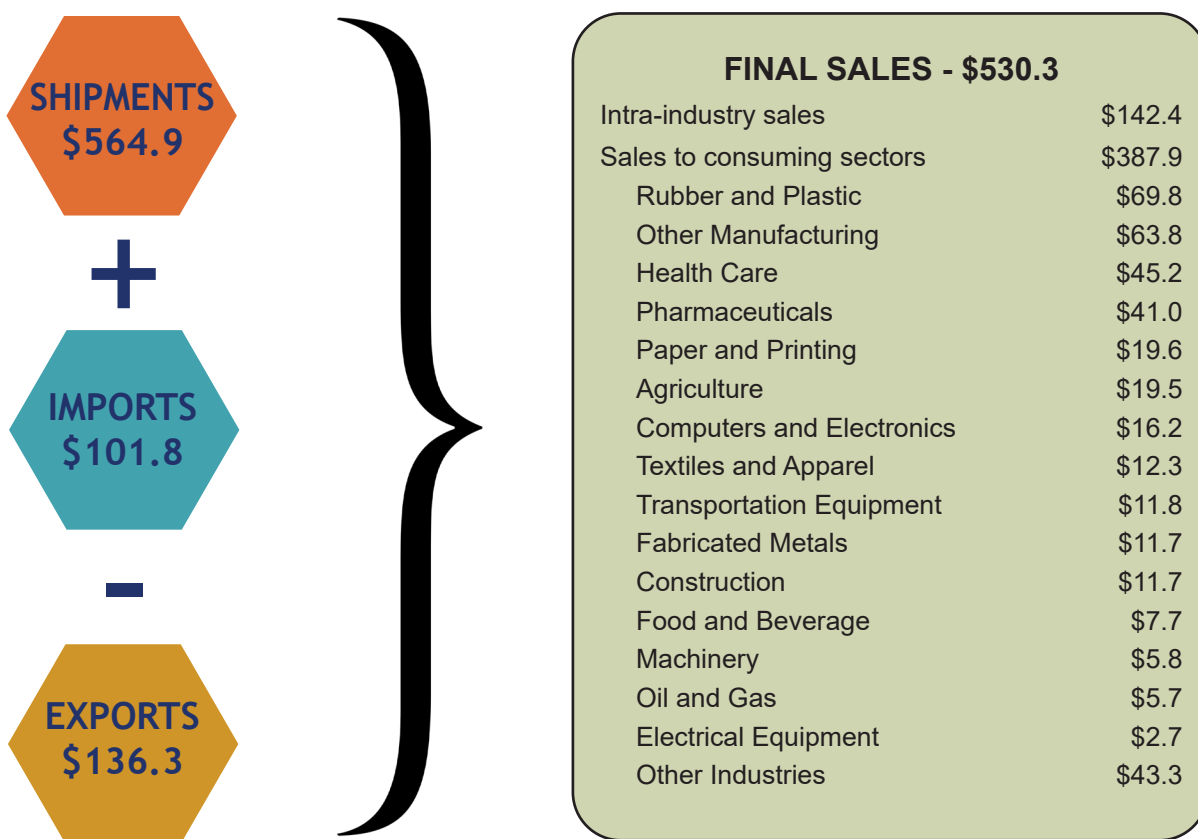 SHIPMENTS
$564.9
+
IMPORTS
$101.8
-
EXPORTS
$136.3
FINAL SALES - $530.3
Intra-industry sales $142.4
Sales to consuming sectors $387.9
Rubber and Plastic $69.8
Other Manufacturing $63.8
Health Care $45.2
Pharmaceuticals $41.0
Paper and Printing $19.6
Agriculture $19.5
Computers and Electronics $16.2
Textiles and Apparel $12.3
Transportation Equipment $11.8
Fabricated Metals $11.7
Construction $11.7
Food and Beverage $7.7
Machinery $5.8
Oil and Gas $5.7
Electrical Equipment $2.7
Other Industries $43.3